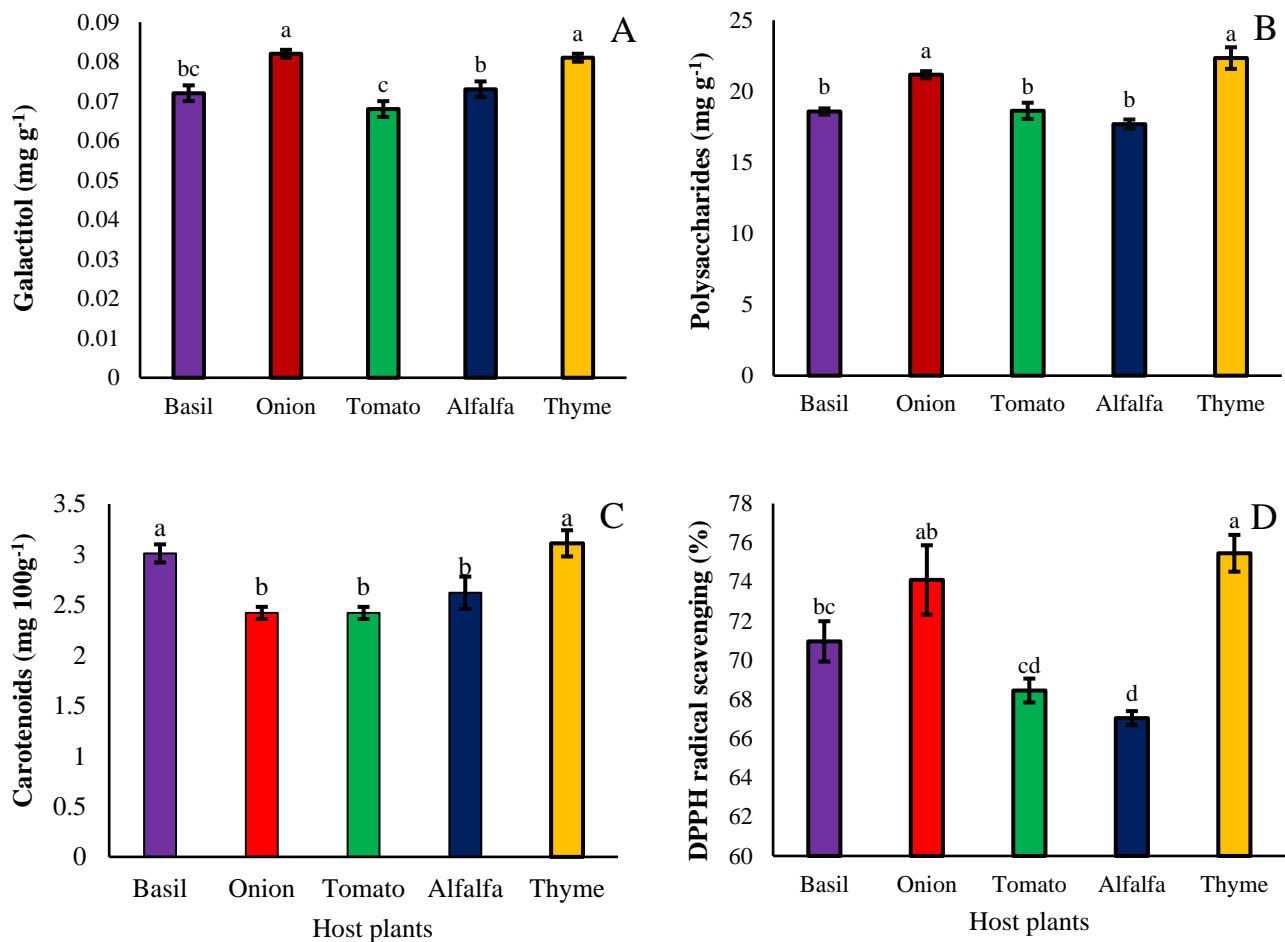 A
Galactitol (mg g⁻¹)
0.09
0.08
0.07
0.06
0.05
0.04
0.03
0.02
0.01
0
bc
a
c
b
a
Basil Onion Tomato Alfalfa Thyme
B
Polysaccharides (mg g⁻¹)
25
20
15
10
5
0
b
a
b
b
a
Basil Onion Tomato Alfalfa Thyme
C
Carotenoids (mg 100g⁻¹)
3.5
3
2.5
2
1.5
1
0.5
0
a
b
b
b
a
Basil Onion Tomato Alfalfa Thyme
Host plants
D
DPPH radical scavenging (%)
78
76
74
72
70
68
66
64
62
60
bc
ab
cd
d
a
Basil Onion Tomato Alfalfa Thyme
Host plants